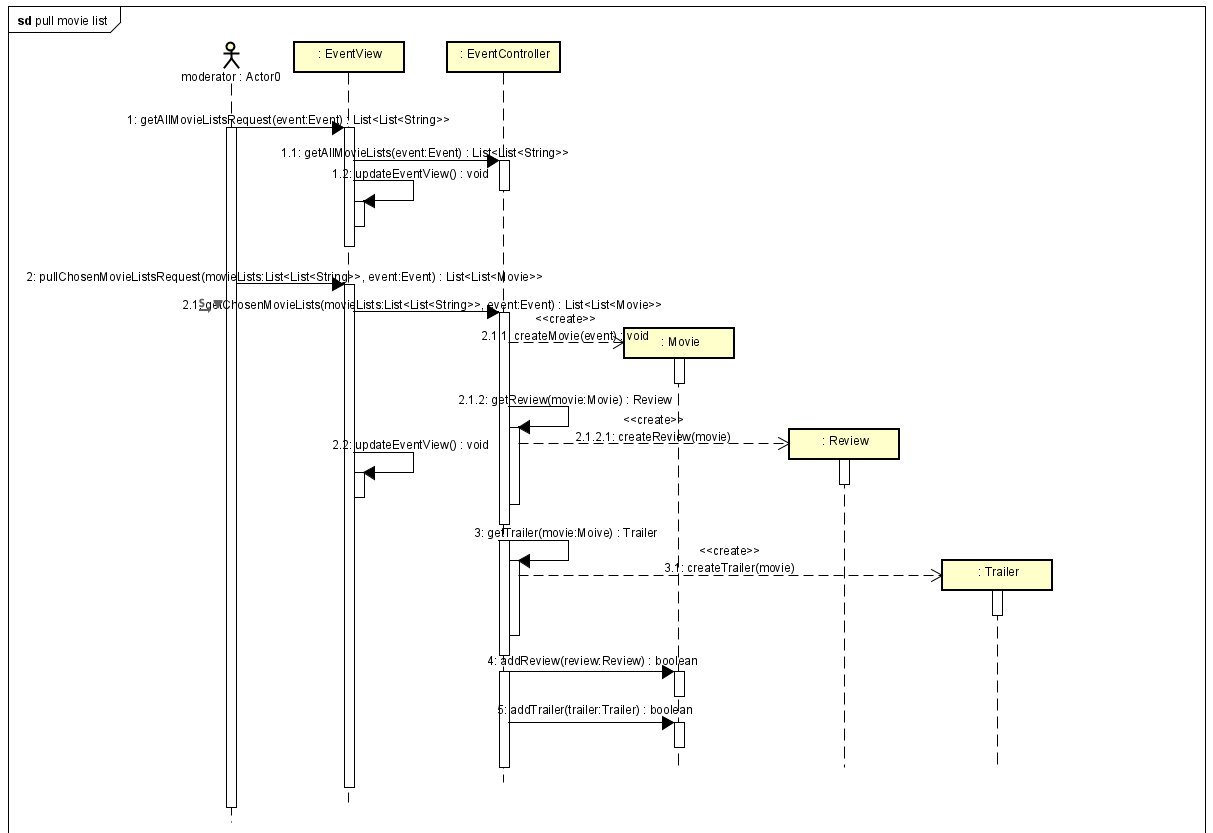 sd pull movie list
moderator : Actor0
: EventView
: EventController
1: getAllMovieListsRequest(event:Event) : List<List<String>>
1.1: getAllMovieLists(event:Event) : List<List<String>>
1.2: updateEventView() : void
2: pullChosenMovieListsRequest(movieLists:List<List<String>>, event:Event) : List<List<Movie>>
2.1: getChosenMovieLists(movieLists:List<List<String>>, event:Event) : List<List<Movie>>
<<create>>
2.1.1: createMovie(event) : void
: Movie
2.1.2: getReview(movie:Movie) : Review
<<create>>
2.1.2.1: createReview(movie)
: Review
2.2: updateEventView() : void
3: getTrailer(movie:Moive) : Trailer
<<create>>
3.1: createTrailer(movie)
: Trailer
4: addReview(review:Review) : boolean
5: addTrailer(trailer:Trailer) : boolean